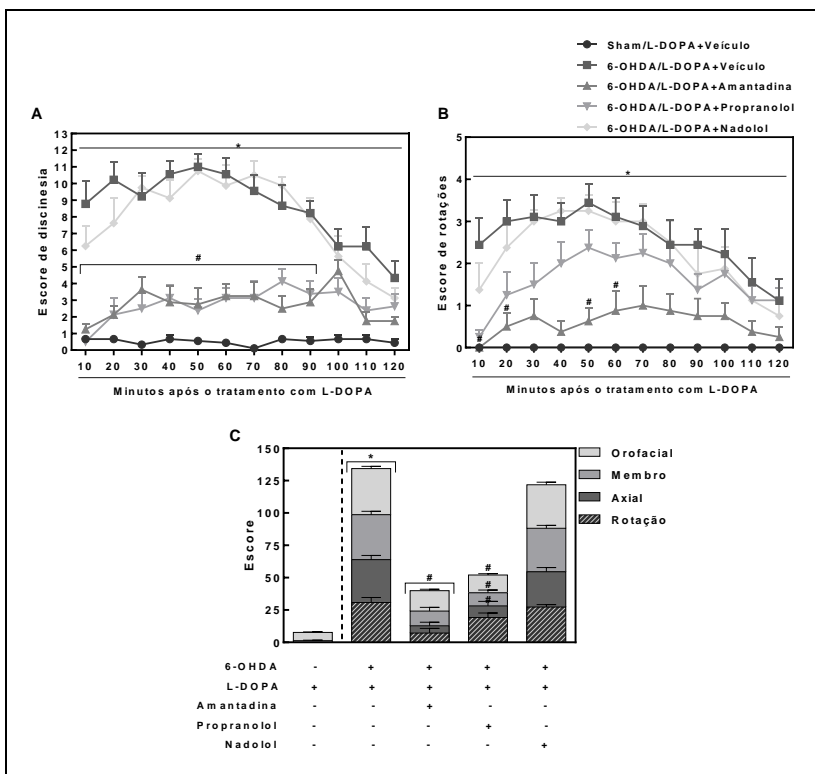 Sham/L-DOPA+Veículo
6-OHDA/L-DOPA+Veículo
6-OHDA/L-DOPA+Amantadina
6-OHDA/L-DOPA+Propranolol
6-OHDA/L-DOPA+Nadolol
A
Escore de discinesia
13
12
11
10
9
8
7
6
5
4
3
2
1
0
*
#
10 20 30 40 50 60 70 80 90 100 110 120
Minutos após o tratamento com L-DOPA
B
Escore de rotações
5
4
3
2
1
0
*
# # # #
10 20 30 40 50 60 70 80 90 100 110 120
Minutos após o tratamento com L-DOPA
C
Escore
150
125
100
75
50
25
0
*
#
#
#
#
Orofacial
Membro
Axial
Rotação
6-OHDA - + + + +
L-DOPA + + + + +
Amantadina - - + - -
Propranolol - - - + -
Nadolol - - - - +